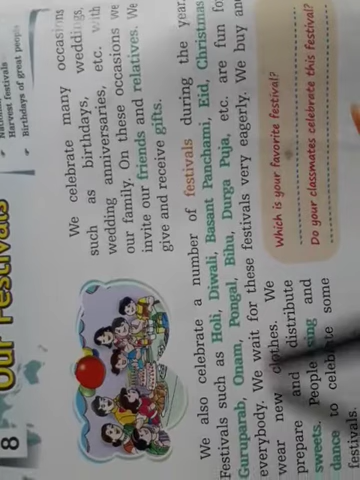 8
Our Festivals
Harvest festivals
Birthdays of great people
We celebrate many occasions
such as birthdays, weddings,
wedding anniversaries, etc. with
our family. On these occasions we
invite our friends and relatives. We
give and receive gifts.
We also celebrate a number of festivals during the year.
Festivals such as Holi, Diwali, Basant Panchami, Eid, Christmas
Guruparab, Onam, Pongal, Bihu, Durga Puja, etc. are fun for
everybody. We wait for these festivals very eagerly. We buy and
wear new clothes. We
prepare and distribute
sweets. People sing and
dance to celebrate some
festivals.
Which is your favorite festival?
Do your classmates celebrate this festival?